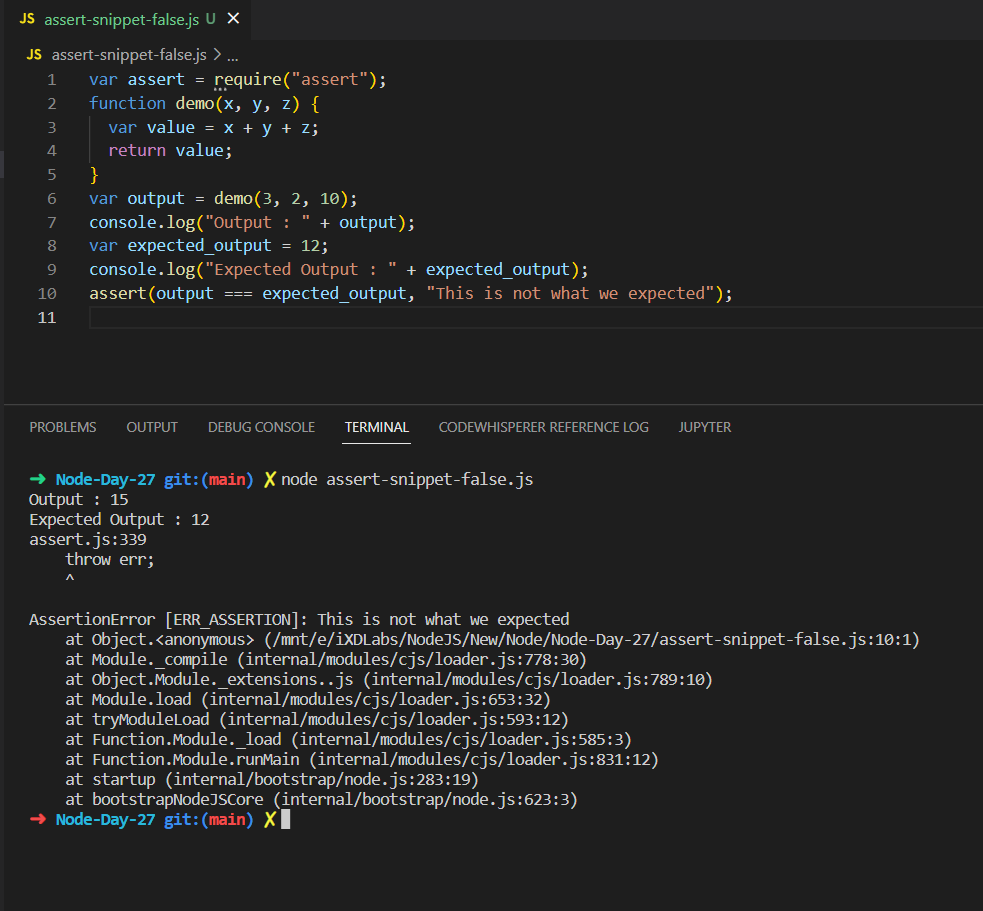 JS assert-snippet-false.js U ✕
JS assert-snippet-false.js > ...
1 var assert = require("assert");
2 function demo(x, y, z) {
3   var value = x + y + z;
4   return value;
5 }
6 var output = demo(3, 2, 10);
7 console.log("Output : " + output);
8 var expected_output = 12;
9 console.log("Expected Output : " + expected_output);
10 assert(output === expected_output, "This is not what we expected");
11
PROBLEMS OUTPUT DEBUG CONSOLE TERMINAL CODEWHISPERER REFERENCE LOG JUPYTER
➜ Node-Day-27 git:(main) ✗ node assert-snippet-false.js
Output : 15
Expected Output : 12
assert.js:339
    throw err;
    ^
AssertionError [ERR_ASSERTION]: This is not what we expected
    at Object.<anonymous> (/mnt/e/iXDLabs/NodeJS/New/Node/Node-Day-27/assert-snippet-false.js:10:1)
    at Module._compile (internal/modules/cjs/loader.js:778:30)
    at Object.Module._extensions..js (internal/modules/cjs/loader.js:789:10)
    at Module.load (internal/modules/cjs/loader.js:653:32)
    at tryModuleLoad (internal/modules/cjs/loader.js:593:12)
    at Function.Module._load (internal/modules/cjs/loader.js:585:3)
    at Function.Module.runMain (internal/modules/cjs/loader.js:831:12)
    at startup (internal/bootstrap/node.js:283:19)
    at bootstrapNodeJSCore (internal/bootstrap/node.js:623:3)
➜ Node-Day-27 git:(main) ✗